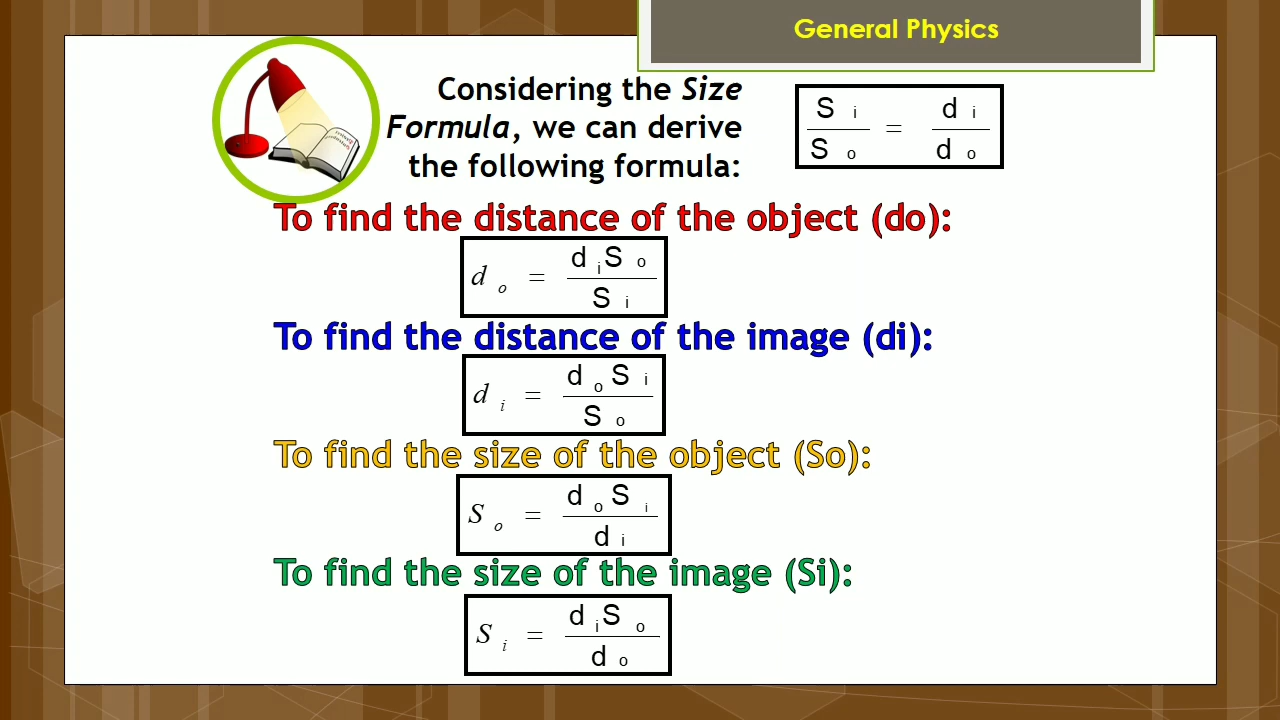 General Physics
Considering the Size
Formula, we can derive
the following formula:
S i / S o = d i / d o
To find the distance of the object (do):
d o = d i S o / S i
To find the distance of the image (di):
d i = d o S i / S o
To find the size of the object (So):
S o = d o S i / d i
To find the size of the image (Si):
S i = d i S o / d o